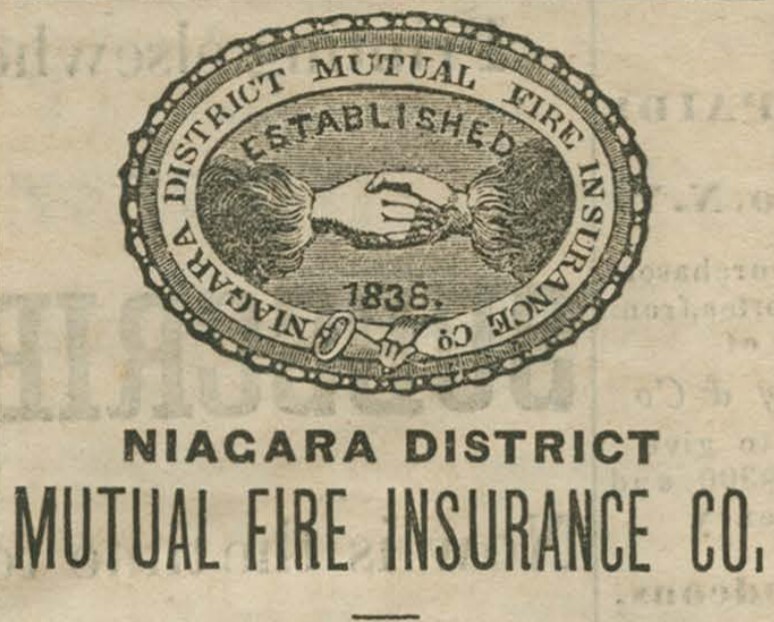 NIAGARA DISTRICT MUTUAL FIRE INSURANCE Co
ESTABLISHED
1836.
NIAGARA DISTRICT
MUTUAL FIRE INSURANCE CO,